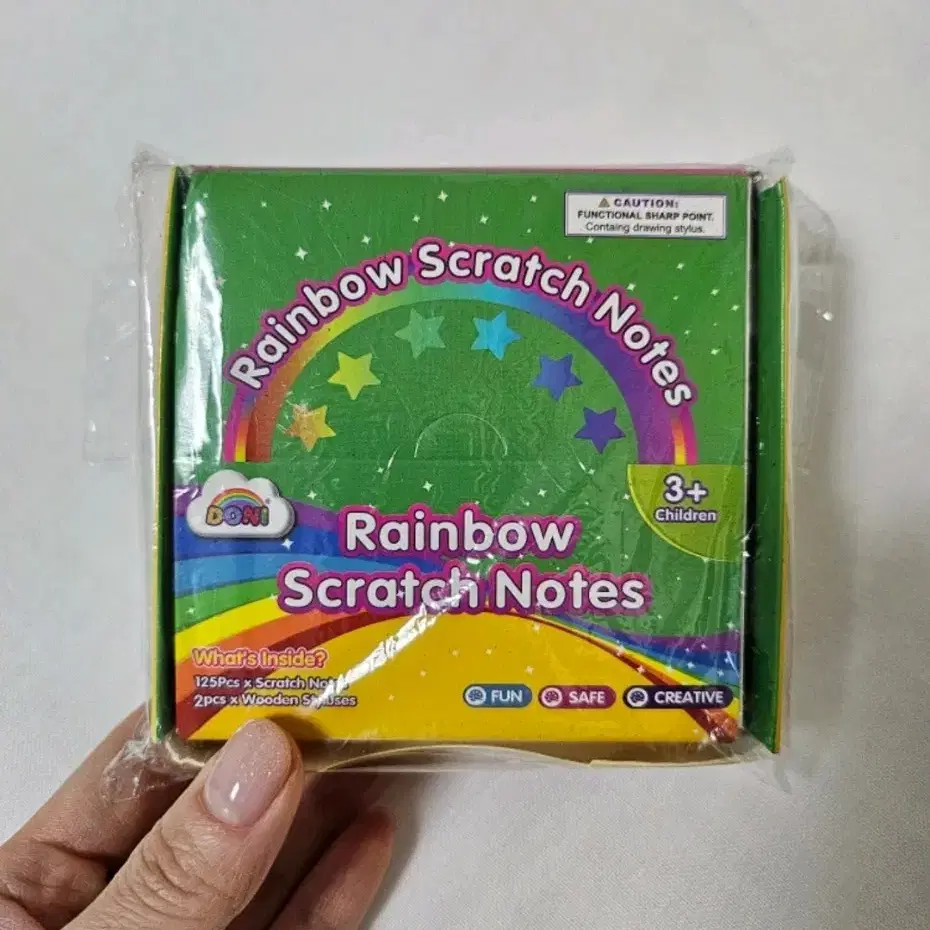 CAUTION:
FUNCTIONAL SHARP POINT.
Containg drawing stylus.
Rainbow Scratch Notes
3+
Children
DONI
Rainbow
Scratch Notes
What's Inside?
125Pcs x Scratch
2pcs x Wooden
FUN
SAFE
CREATIVE